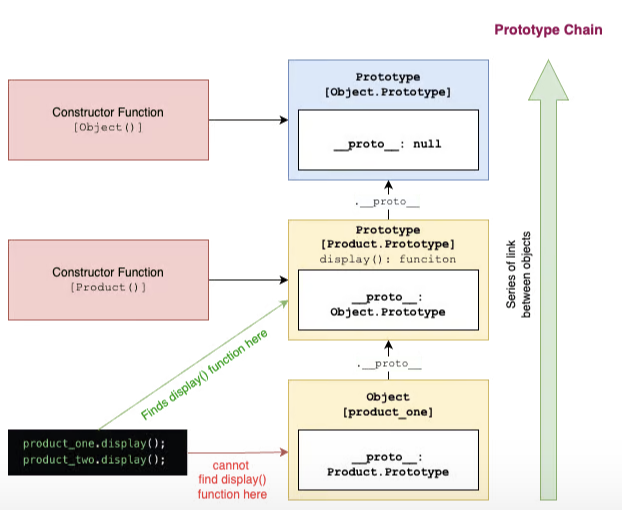 Prototype Chain
Prototype
[Object.Prototype]
Constructor Function
[Object()]
__proto__: null
.__proto__
Prototype
[Product.Prototype]
display(): funciton
Constructor Function
[Product()]
__proto__:
Object.Prototype
Series of link
between objects
Finds display() function here
.__proto__
Object
[product_one]
product_one.display();
product_two.display();
cannot
find display()
function here
__proto__:
Product.Prototype